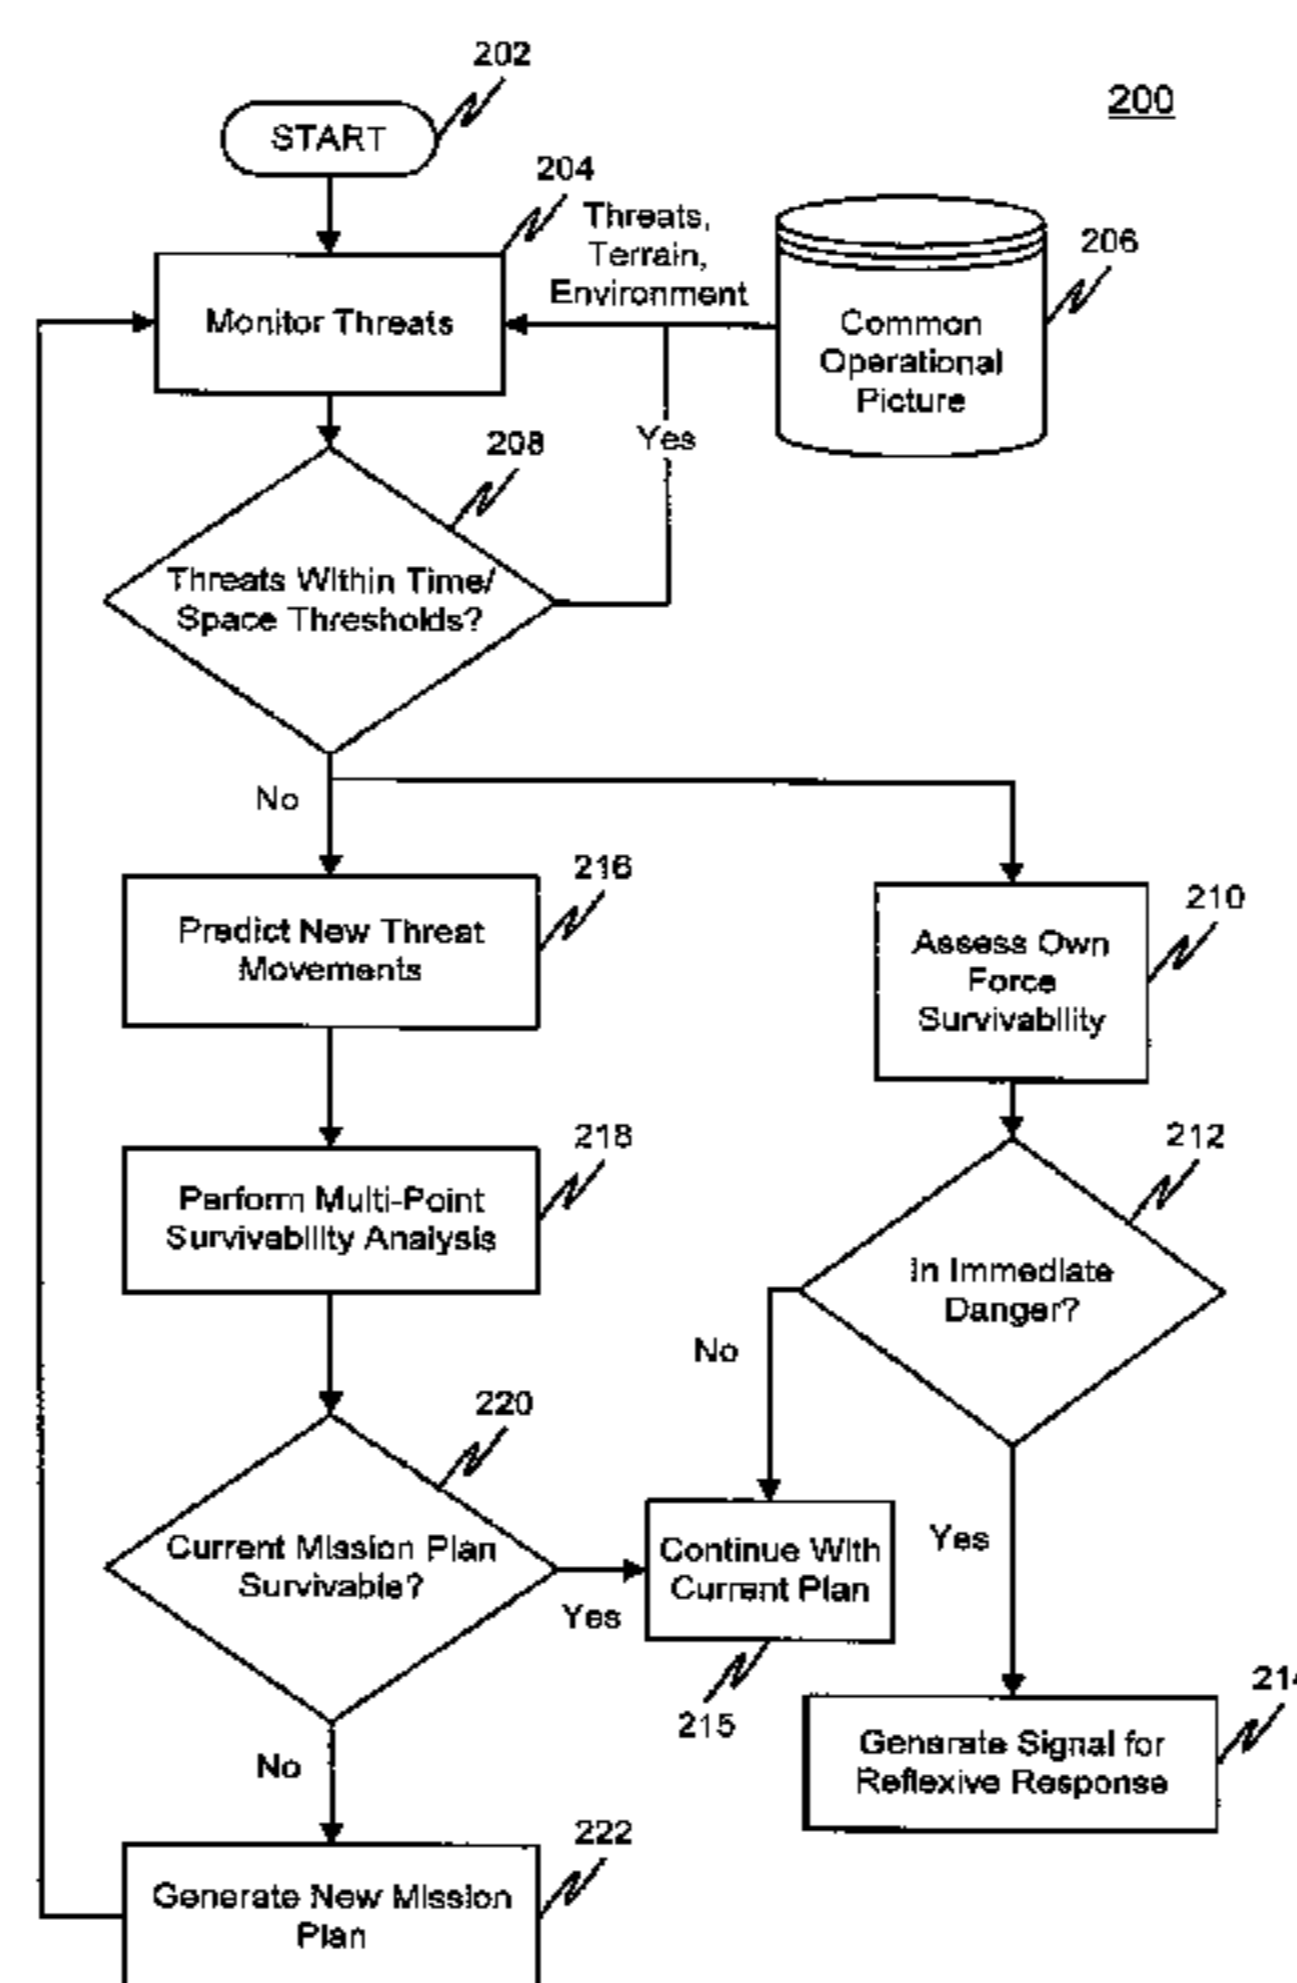 202
200
START
204
Threats,
Terrain,
Environment
206
Monitor Threats
Common
Operational
Picture
Yes
208
Threats Within Time/
Space Thresholds?
No
216
210
Predict New Threat
Movements
Assess Own
Force
Survivability
218
212
Perform Multi-Point
Survivability Analysis
In Immediate
Danger?
No
220
Current Mission Plan
Survivable?
Yes
Continue With
Current Plan
Yes
215
214
Generate Signal for
Reflexive Response
No
222
Generate New Mission
Plan